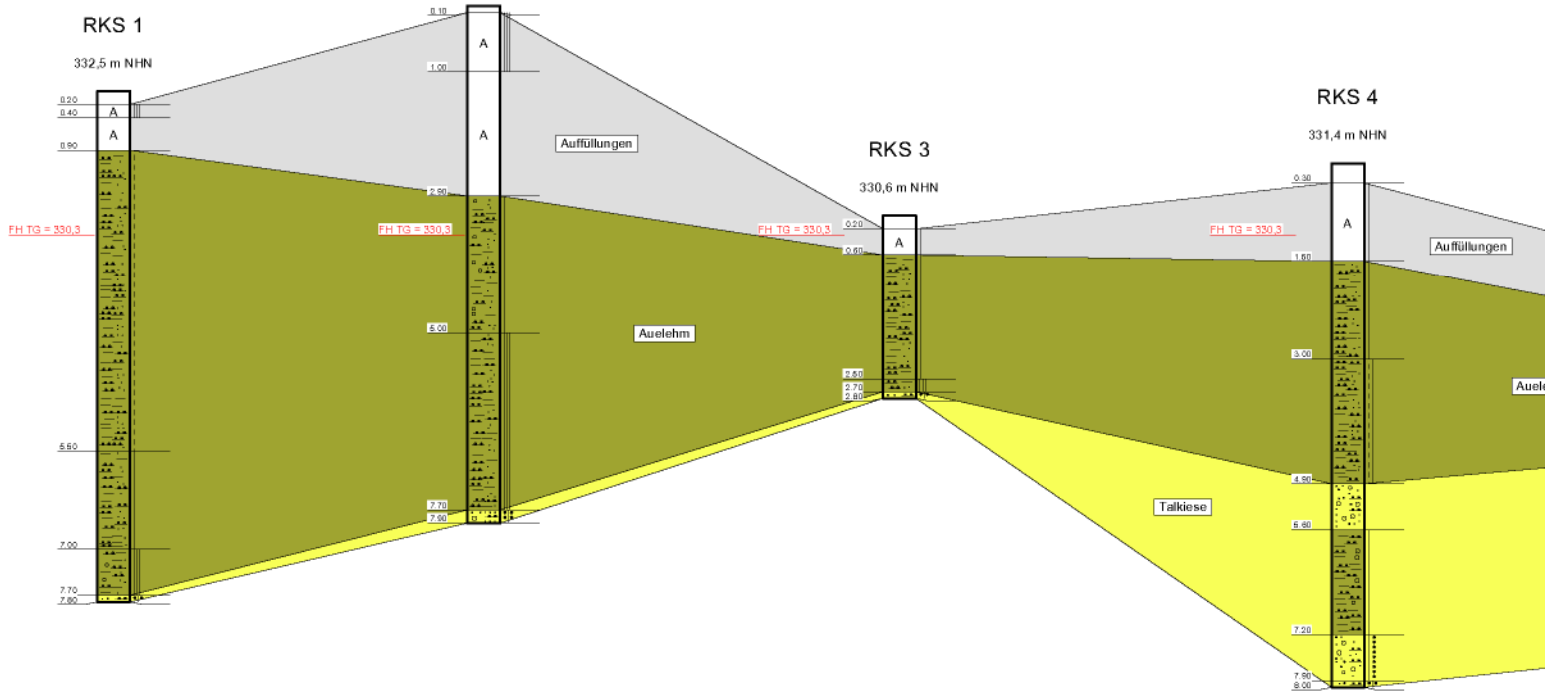 RKS 1
332,5 m NHN
0.20
0.40
0.90
A
A
FH TG = 330,3
5.50
7.00
7.70
7.80
0.10
1.00
2.90
A
A
FH TG = 330,3
5.00
7.70
7.90
Auffüllungen
Auelehm
RKS 3
330,6 m NHN
FH TG = 330,3
0.20
0.60
A
2.50
2.70
2.80
Talkiese
RKS 4
331,4 m NHN
0.30
FH TG = 330,3
A
1.50
3.00
4.90
5.60
7.20
7.90
8.00
Auffüllungen
Auele